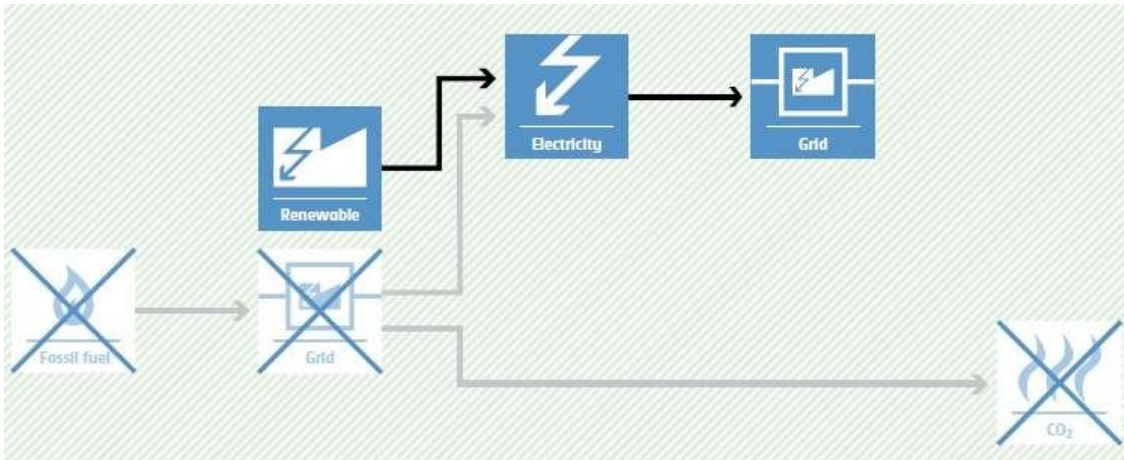 Electricity
Grid
Renewable
Fossil fuel
Grid
CO₂